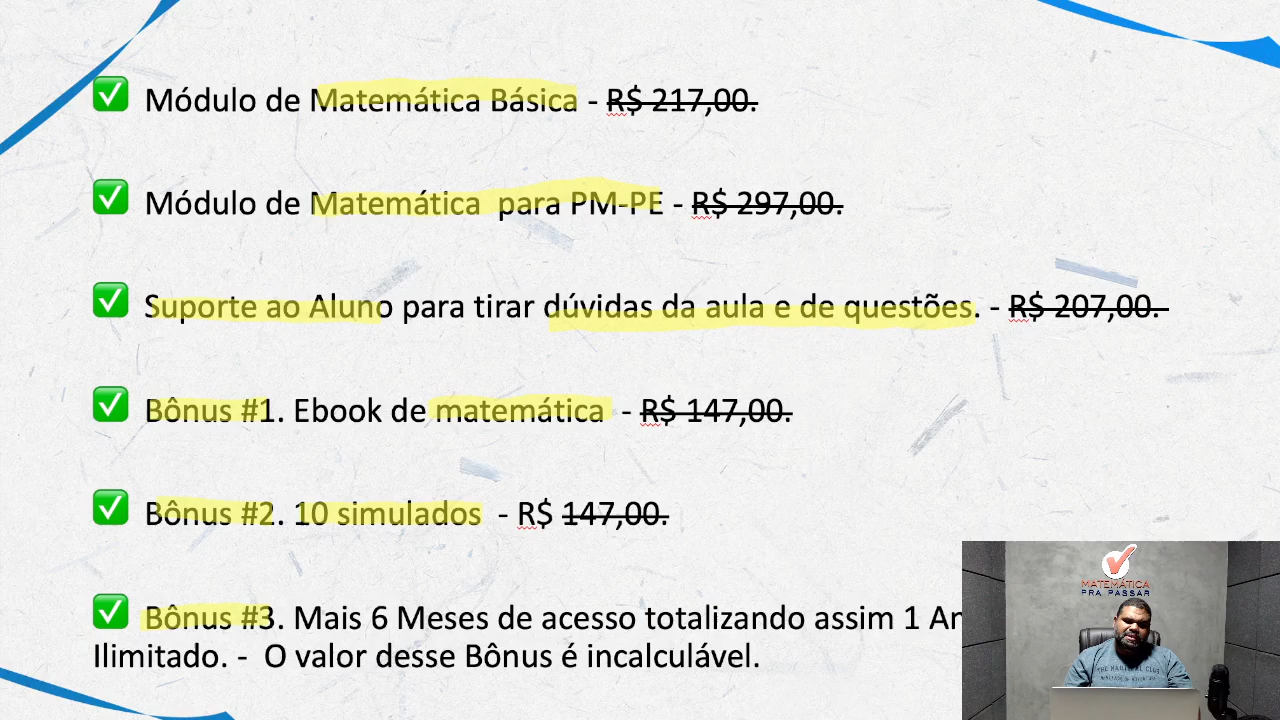 ✅ Módulo de Matemática Básica - R$ 217,00.
✅ Módulo de Matemática para PM-PE - R$ 297,00.
✅ Suporte ao Aluno para tirar dúvidas da aula e de questões. - R$ 207,00.
✅ Bônus #1. Ebook de matemática - R$ 147,00.
✅ Bônus #2. 10 simulados - R$ 147,00.
✅ Bônus #3. Mais 6 Meses de acesso totalizando assim 1
Ilimitado. - O valor desse Bônus é incalculável.
MATEMÁTICA
PRA PASSAR